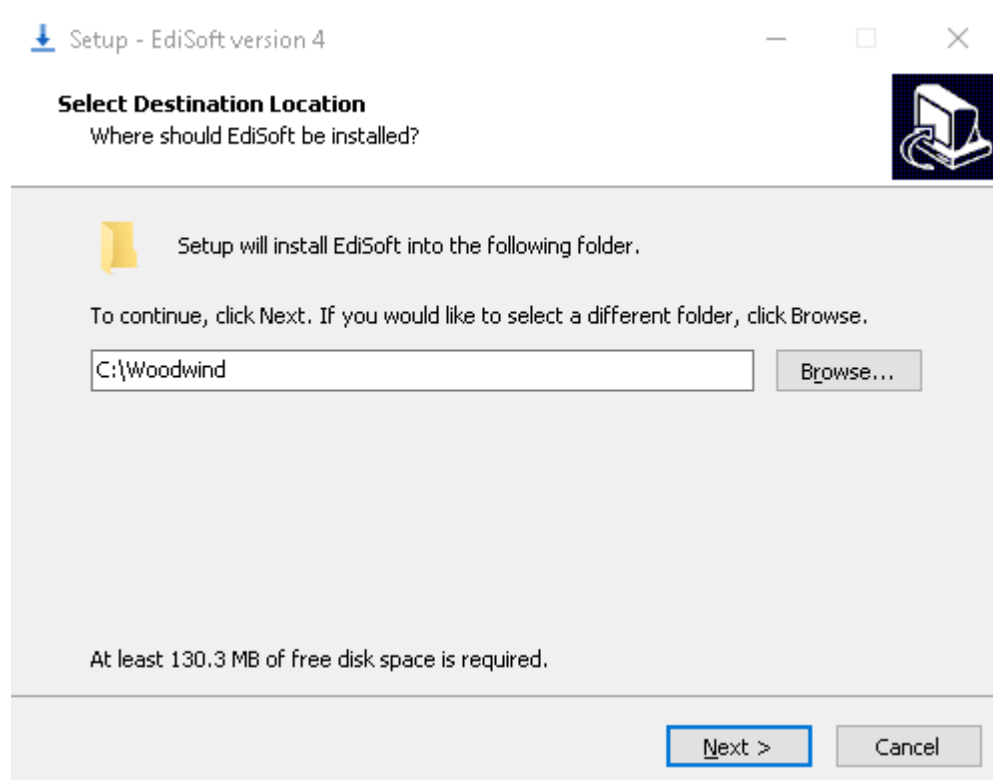 Setup - EdiSoft version 4
Select Destination Location
Where should EdiSoft be installed?
Setup will install EdiSoft into the following folder.
To continue, click Next. If you would like to select a different folder, click Browse.
C:\Woodwind
Browse...
At least 130.3 MB of free disk space is required.
Next >
Cancel